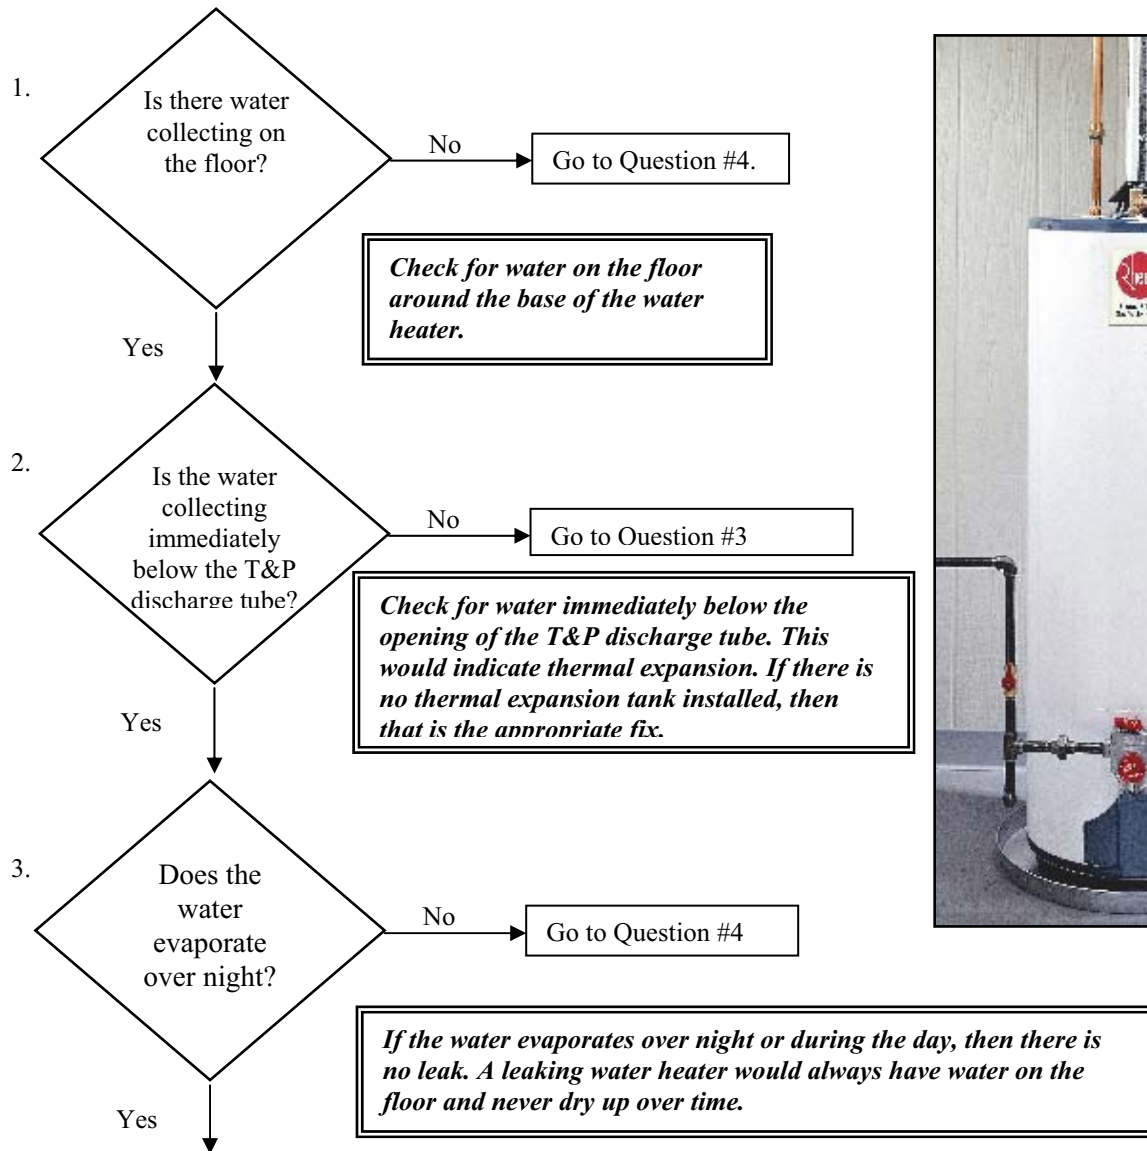 1.
Is there water
collecting on
the floor?
No
Go to Question #4.
Check for water on the floor
around the base of the water
heater.
Yes
2.
Is the water
collecting
immediately
below the T&P
discharge tube?
No
Go to Question #3
Check for water immediately below the
opening of the T&P discharge tube. This
would indicate thermal expansion. If there is
no thermal expansion tank installed, then
that is the appropriate fix.
Yes
3.
Does the
water
evaporate
over night?
No
Go to Question #4
If the water evaporates over night or during the day, then there is
no leak. A leaking water heater would always have water on the
floor and never dry up over time.
Yes